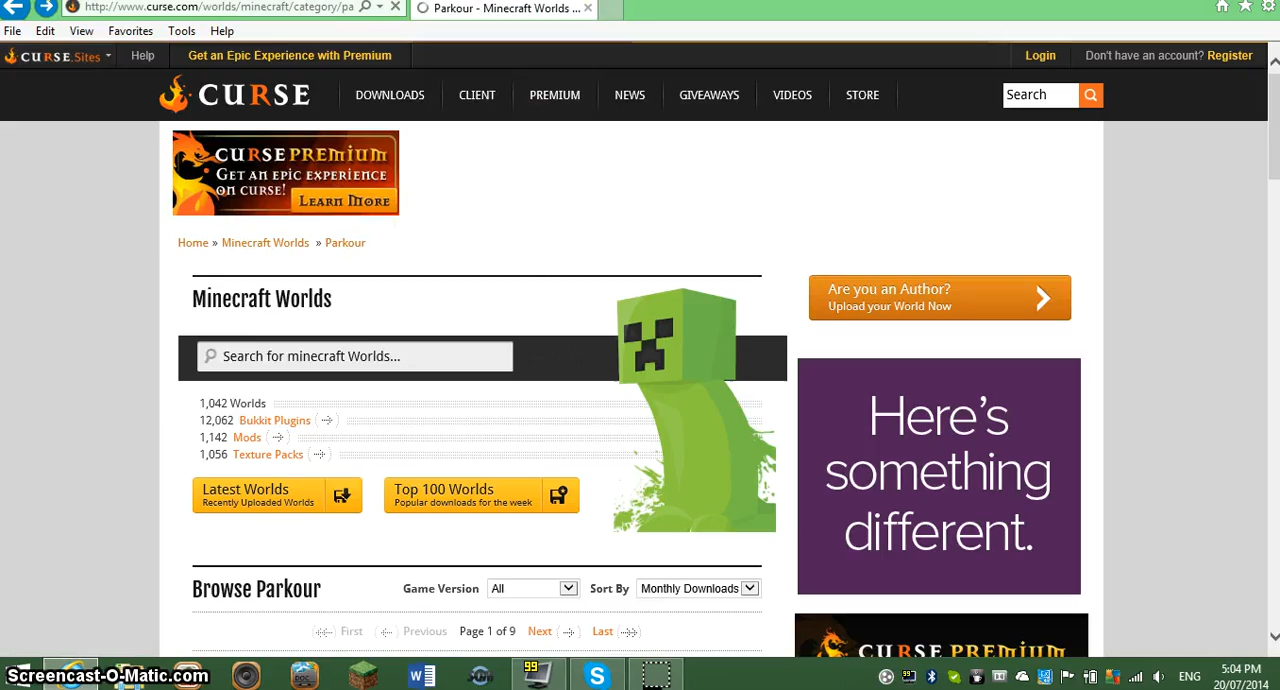 http://www.curse.com/worlds/minecraft/category/pa
Parkour - Minecraft Worlds ...
File Edit View Favorites Tools Help
CURSE.Sites Help Get an Epic Experience with Premium Login Don't have an account? Register
CURSE DOWNLOADS CLIENT PREMIUM NEWS GIVEAWAYS VIDEOS STORE Search
CURSE PREMIUM
GET AN EPIC EXPERIENCE
ON CURSE!
LEARN MORE
Home » Minecraft Worlds » Parkour
Minecraft Worlds
Search for minecraft Worlds...
1,042 Worlds
12,062 Bukkit Plugins
1,142 Mods
1,056 Texture Packs
Latest Worlds
Recently Uploaded Worlds
Top 100 Worlds
Popular downloads for the week
Are you an Author?
Upload your World Now
Here's
something
different.
Browse Parkour Game Version All Sort By Monthly Downloads
First Previous Page 1 of 9 Next Last
CURSE PREMIUM
Screencast-O-Matic.com
DOC
W
99
S
99
ENG
5:04 PM
20/07/2014